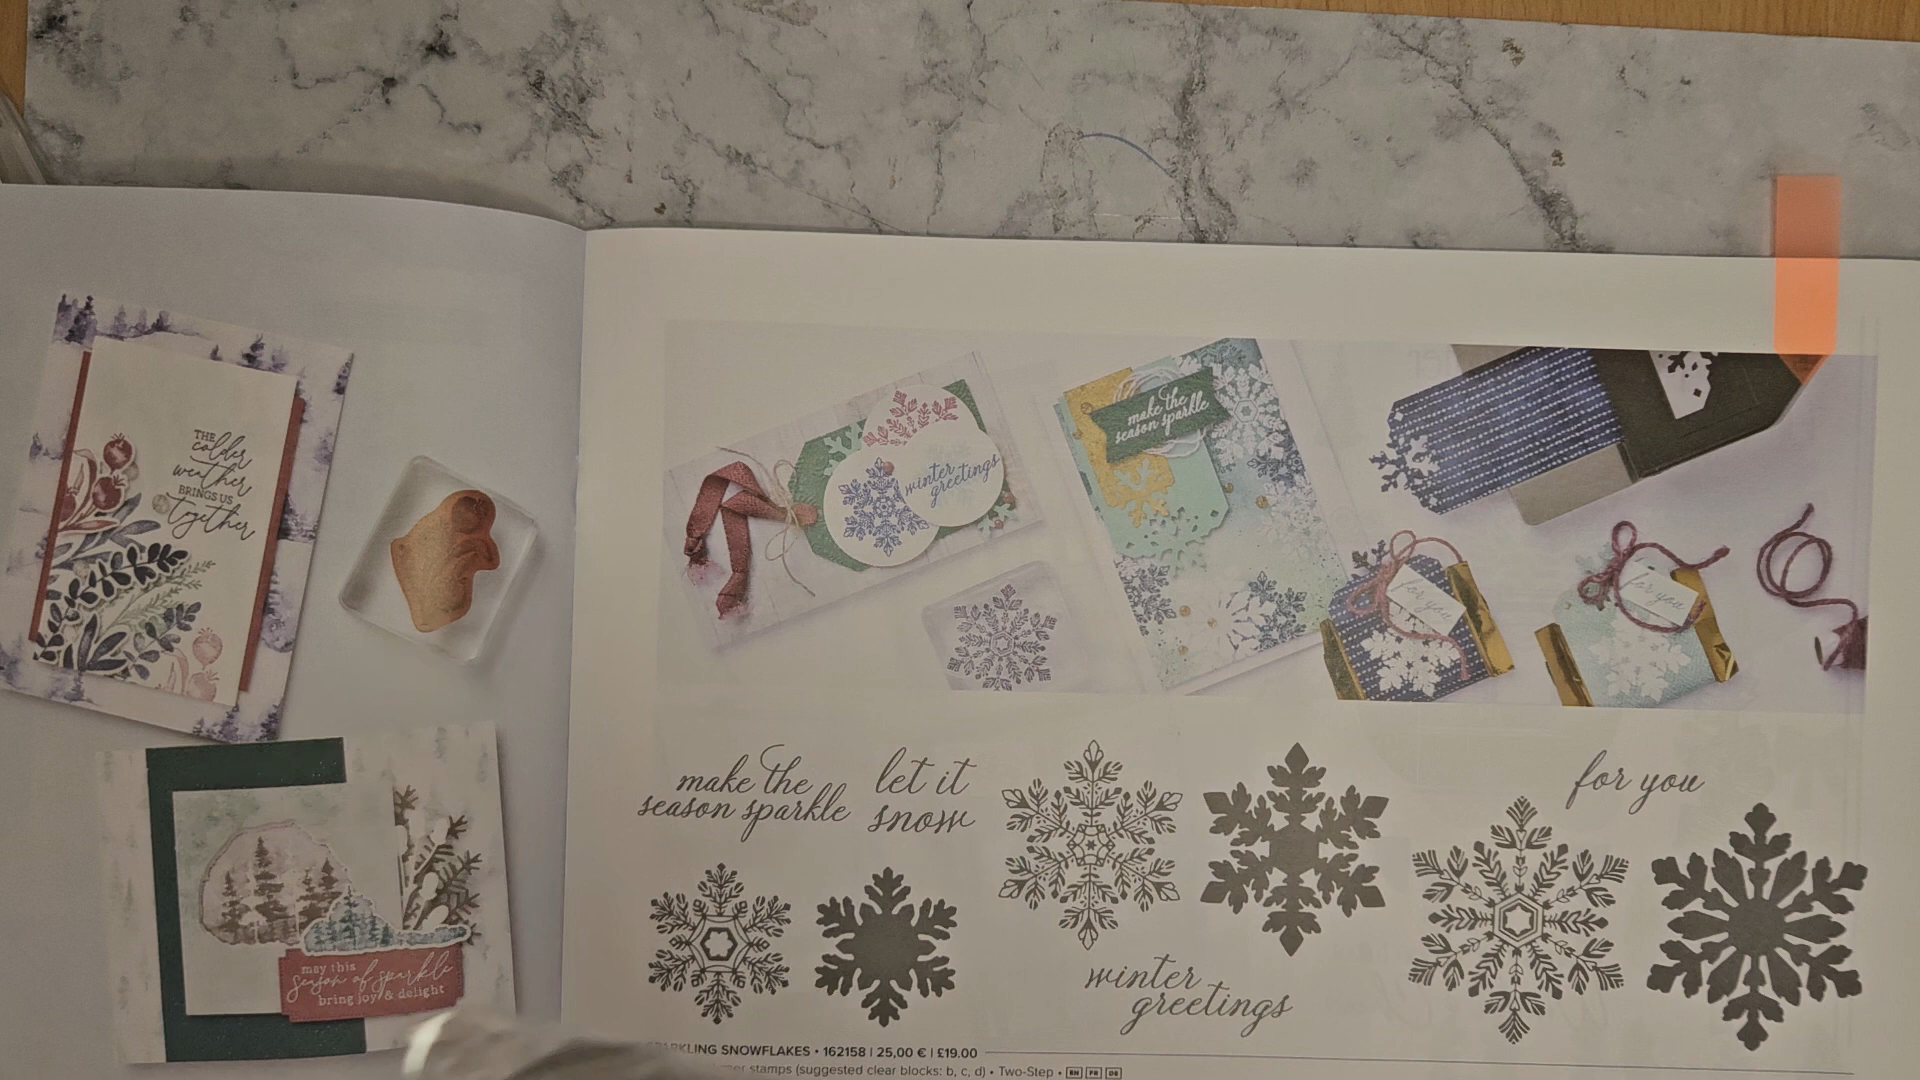 THE
colder
weather
BRINGS US
together
may this
season of sparkle
bring joy & delight
winter
greetings
make the
season sparkle
for you
for you
make the
season sparkle
let it
snow
for you
winter
greetings
SNOWFLAKES • 162158 | 25,00 € | £19.00
stamps (suggested clear blocks: b, c, d) • Two-Step • EN FR DE